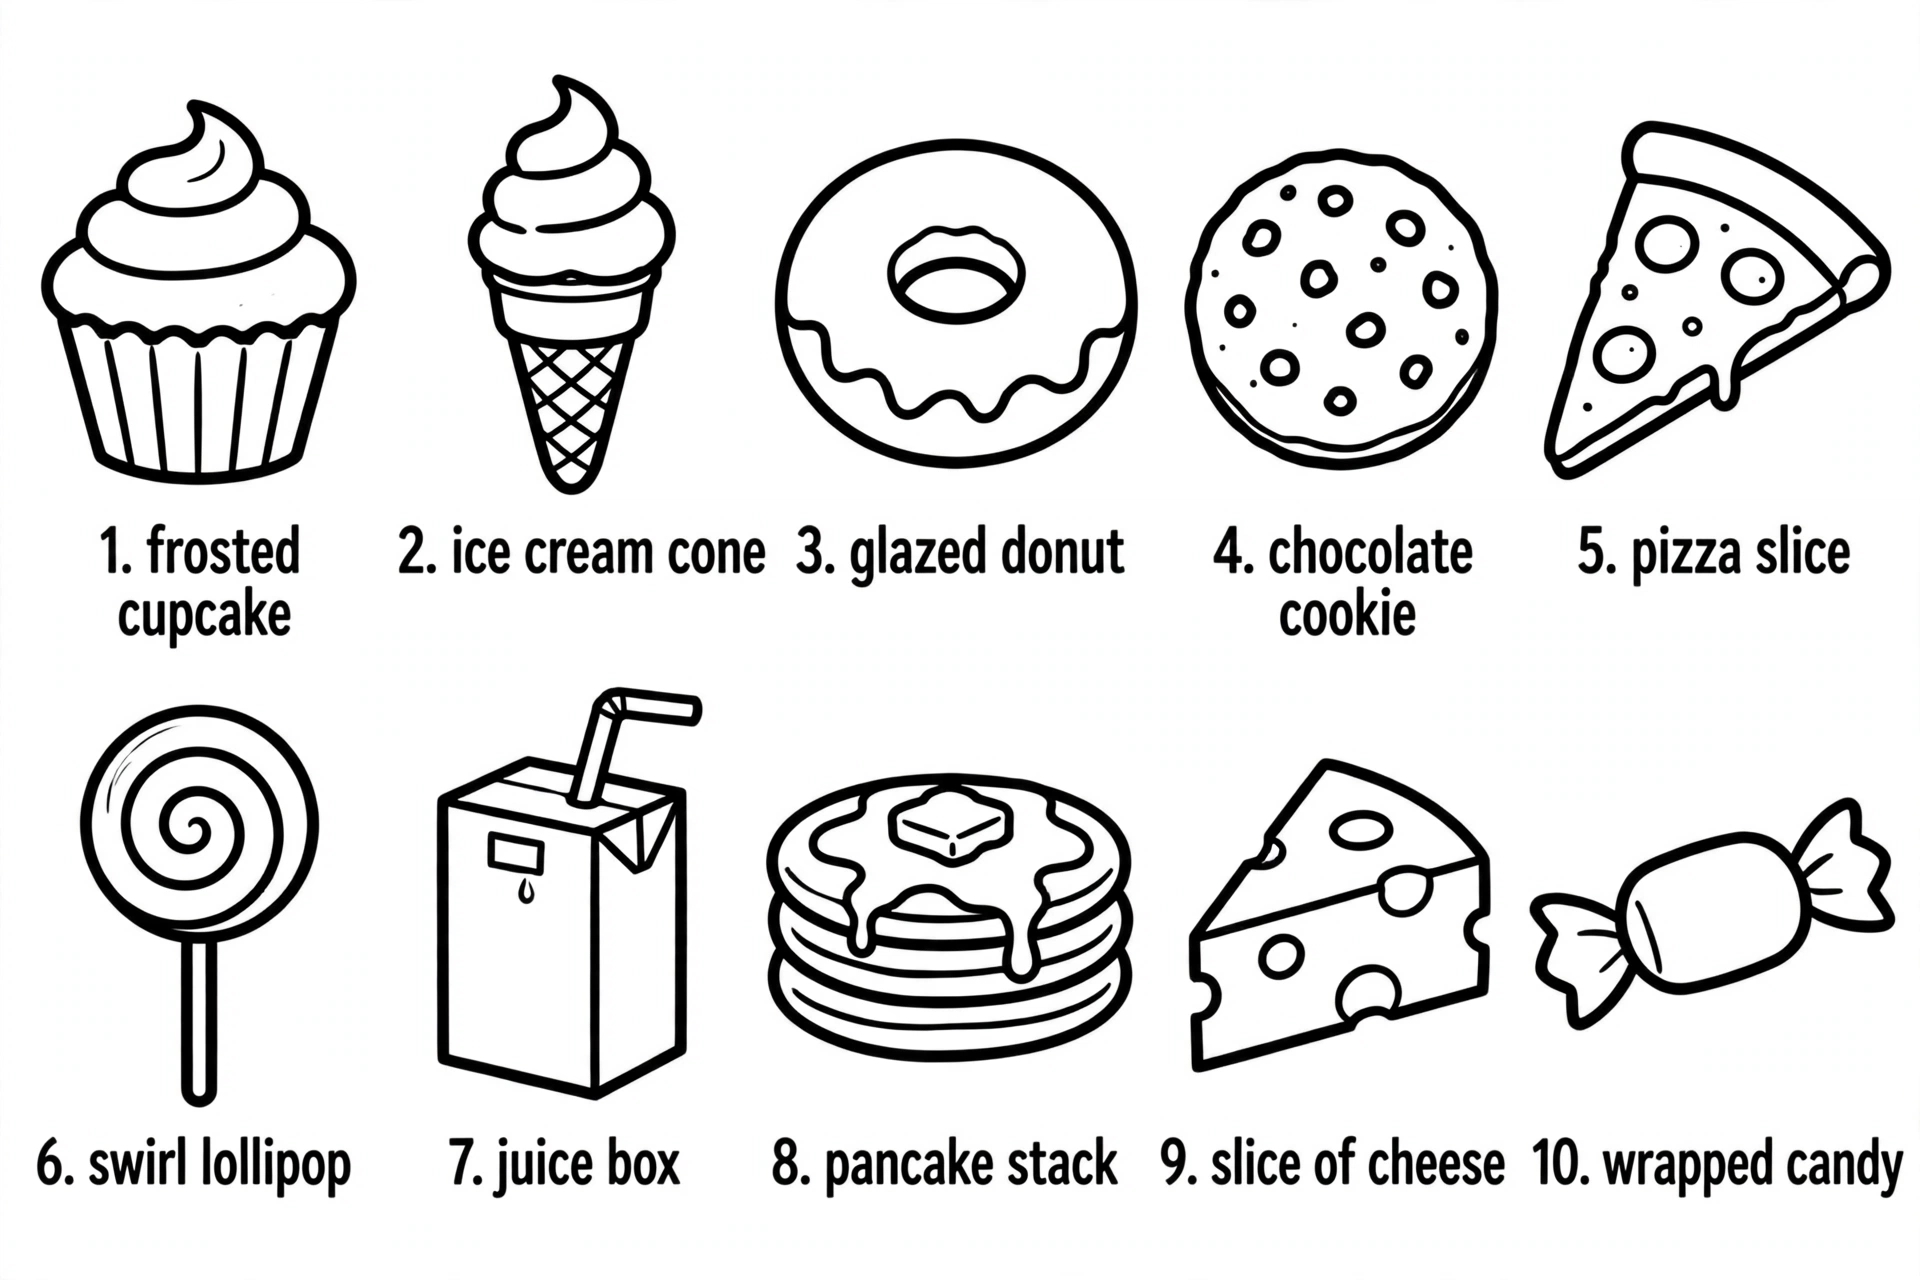 1. frosted
cupcake
2. ice cream cone
3. glazed donut
4. chocolate
cookie
5. pizza slice
6. swirl lollipop
7. juice box
8. pancake stack
9. slice of cheese
10. wrapped candy